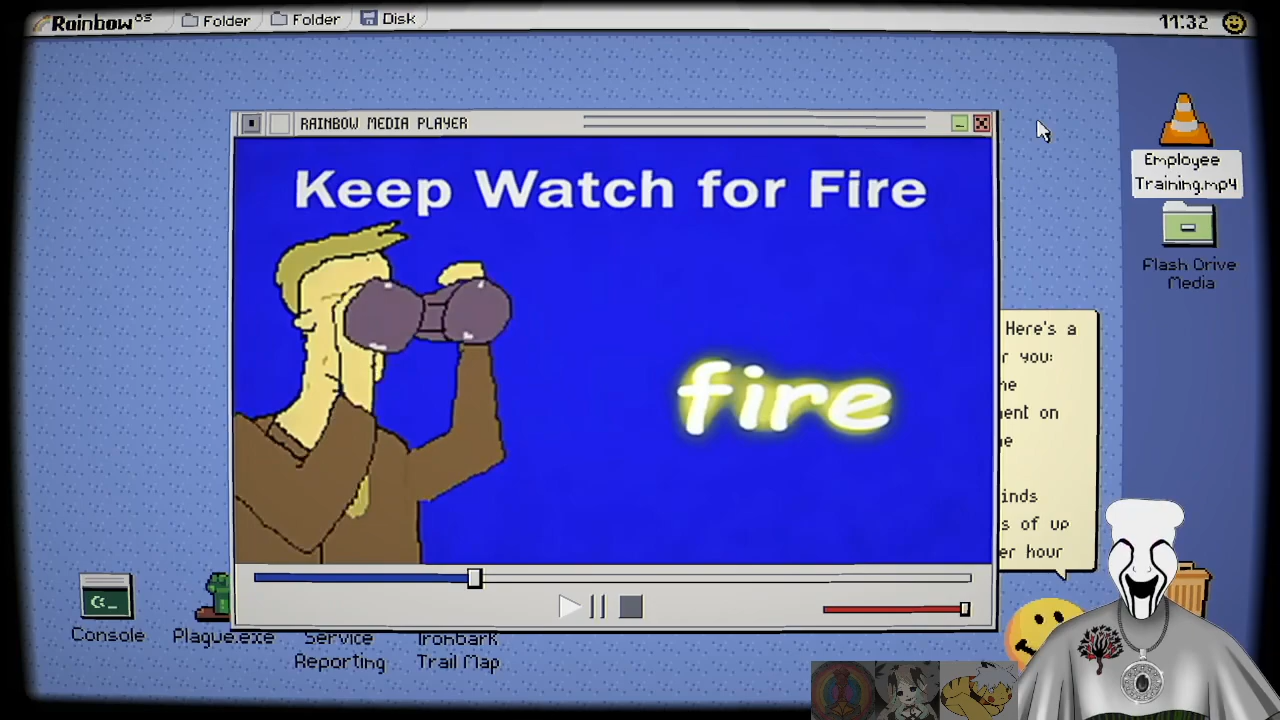 Rainbow OS
Folder
Folder
Disk
11:32
RAINBOW MEDIA PLAYER
Keep Watch for Fire
fire
Employee
Training.mp4
Flash Drive
Media
Here's a
r you:
ne
ent on
e
inds
s of up
er hour
Console
Plague.exe
Service
Reporting
Ironbark
Trail Map